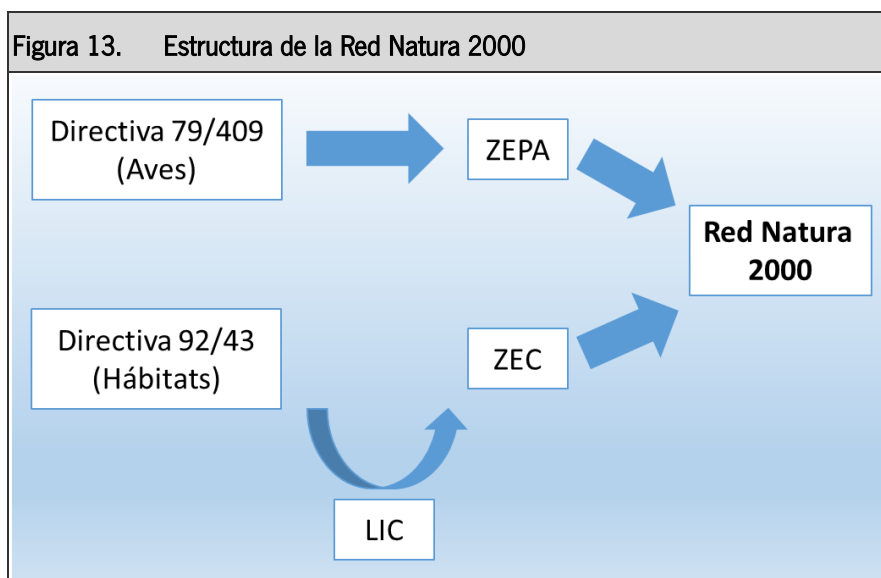 Figura 13. Estructura de la Red Natura 2000
Directiva 79/409
(Aves)
ZEPA
Red Natura
2000
Directiva 92/43
(Hábitats)
ZEC
LIC